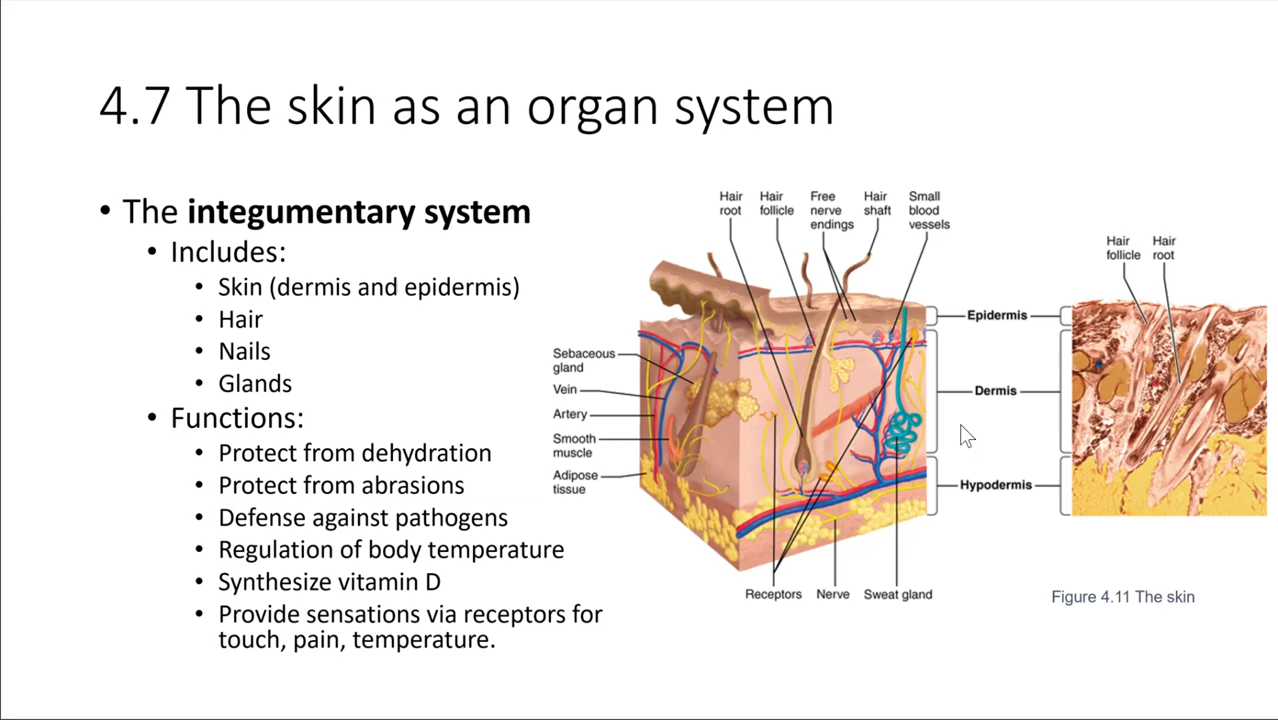 4.7 The skin as an organ system
• The integumentary system
• Includes:
• Skin (dermis and epidermis)
• Hair
• Nails
• Glands
• Functions:
• Protect from dehydration
• Protect from abrasions
• Defense against pathogens
• Regulation of body temperature
• Synthesize vitamin D
• Provide sensations via receptors for
touch, pain, temperature.
Hair
root
Hair
follicle
Free
nerve
endings
Hair
shaft
Small
blood
vessels
Sebaceous
gland
Vein
Artery
Smooth
muscle
Adipose
tissue
Receptors
Nerve
Sweat gland
Epidermis
Dermis
Hypodermis
Hair
follicle
Hair
root
Figure 4.11 The skin